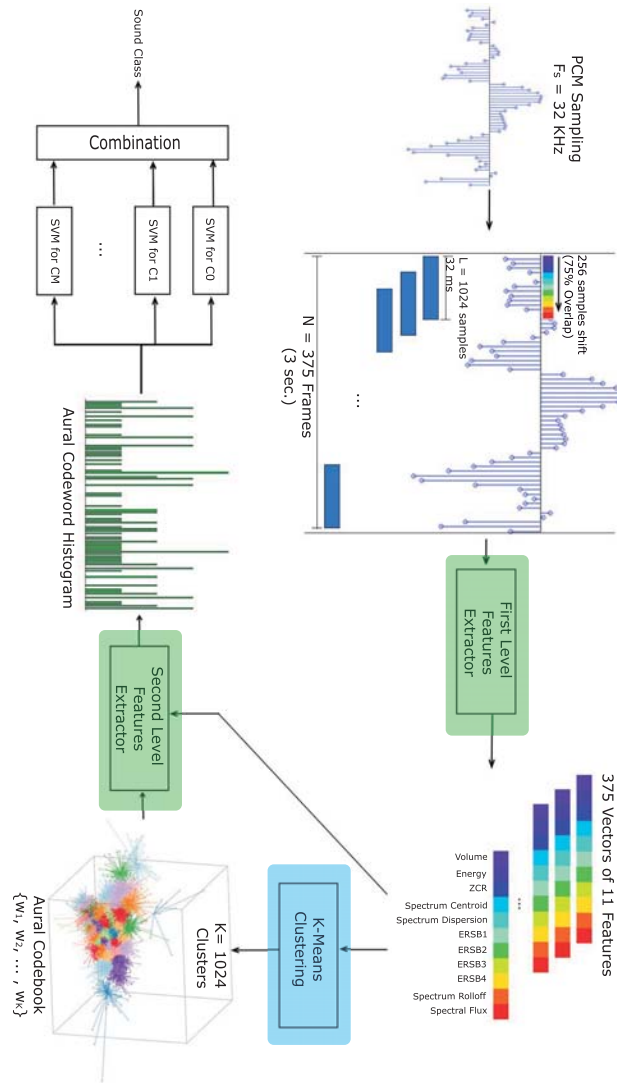 PCM Sampling
Fs = 32 KHz
256 samples shift
(75% Overlap)
L = 1024 samples
32 ms
...
N = 375 Frames
(3 sec.)
First Level
Features
Extractor
375 Vectors of 11 Features
...
Volume
Energy
ZCR
Spectrum Centroid
Spectrum Dispersion
ERSB1
ERSB2
ERSB3
ERSB4
Spectrum Rolloff
Spectral Flux
K-Means
Clustering
K= 1024
Clusters
Aural Codebook
{W1, W2, ... , WK}
Second Level
Features
Extractor
Aural Codeword Histogram
SVM for C0
SVM for C1
...
SVM for CM
Combination
Sound Class